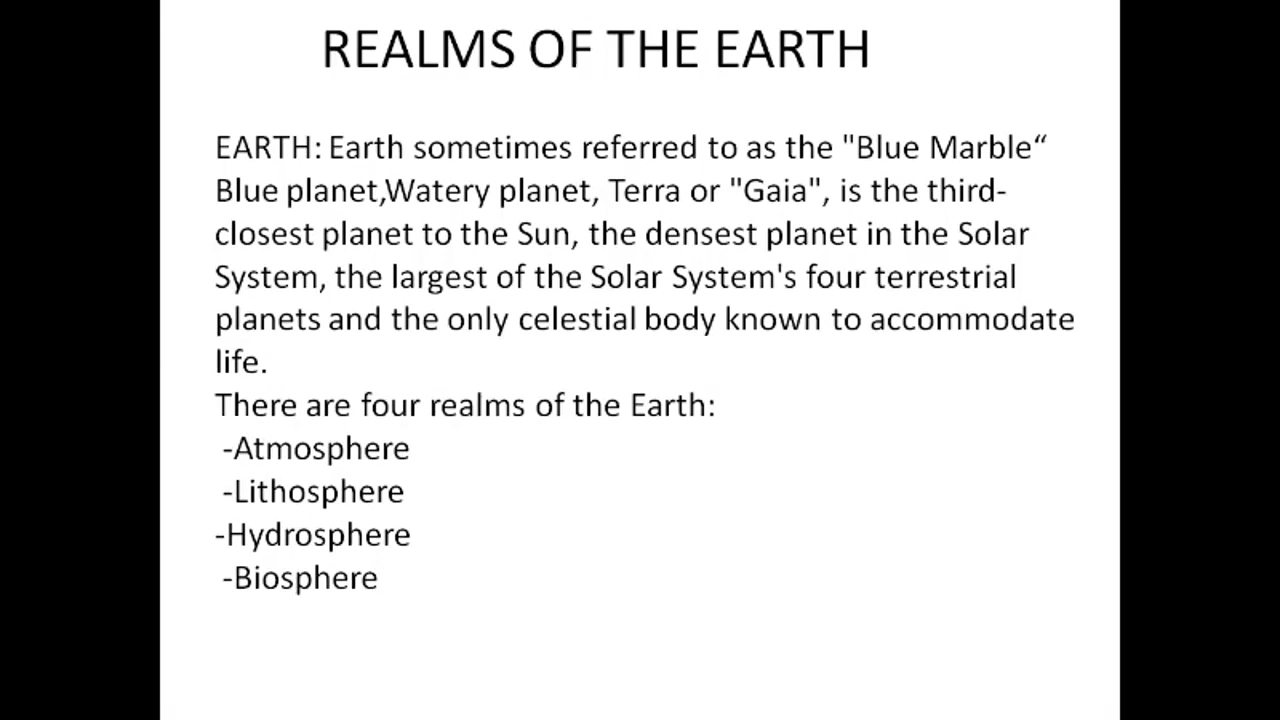 REALMS OF THE EARTH
EARTH: Earth sometimes referred to as the "Blue Marble“
Blue planet,Watery planet, Terra or "Gaia", is the third-
closest planet to the Sun, the densest planet in the Solar
System, the largest of the Solar System's four terrestrial
planets and the only celestial body known to accommodate
life.
There are four realms of the Earth:
-Atmosphere
-Lithosphere
-Hydrosphere
-Biosphere